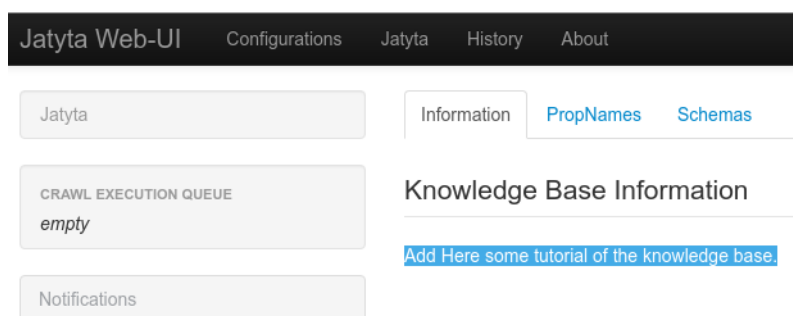 Jatyta Web-UI Configurations Jatyta History About
Jatyta
Information PropNames Schemas
CRAWL EXECUTION QUEUE
empty
Knowledge Base Information
Add Here some tutorial of the knowledge base.
Notifications